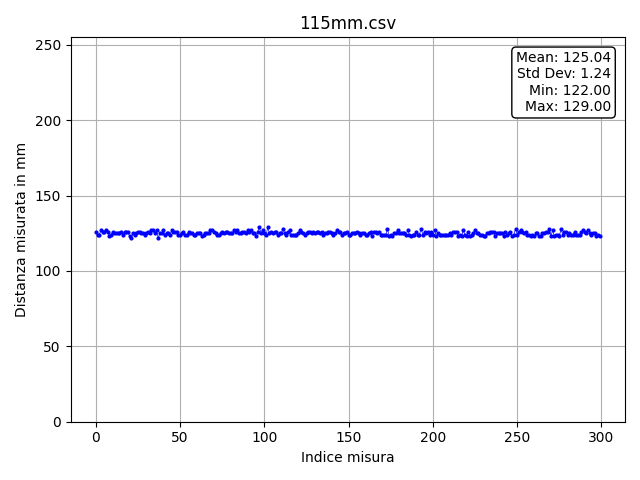 115mm.csv
Mean: 125.04
Std Dev: 1.24
Min: 122.00
Max: 129.00
Distanza misurata in mm
250
200
150
100
50
0
0 50 100 150 200 250 300
Indice misura